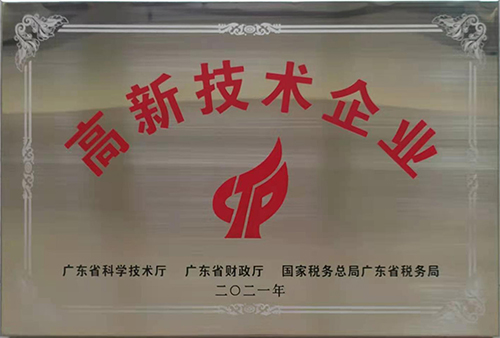 高新技术企业
广东省科学技术厅 广东省财政厅 国家税务总局广东省税务局
二〇二一年